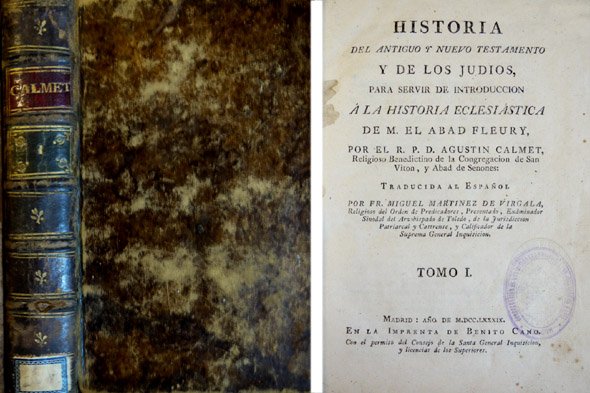 CALMET
1
HISTORIA
DEL ANTIGUO Y NUEVO TESTAMENTO
Y DE LOS JUDIOS,
PARA SERVIR DE INTRODUCCION
Á LA HISTORIA ECLESIÁSTICA
DE M. EL ABAD FLEURY,
POR EL R. P. D. AGUSTIN CALMET,
Religioso Benedictino de la Congregacion de San
Viton, y Abad de Senones:
TRADUCIDA AL ESPAÑOL
POR FR. MIGUEL MARTINEZ DE VIRGALA,
Religioso del Orden de Predicadores, Presentado, Exâminador
Sinodal del Arzobispado de Toledo, de la Jurisdiccion
Patriarcal y Castrense, y Calificador de la
Suprema General Inquisicion.
TOMO I.
MADRID: AÑO DE M.DCC.LXXXIX.
EN LA IMPRENTA DE BENITO CANO.
Con el permiso del Consejo de la Santa General Inquisicion,
y licencias de los Superiores.